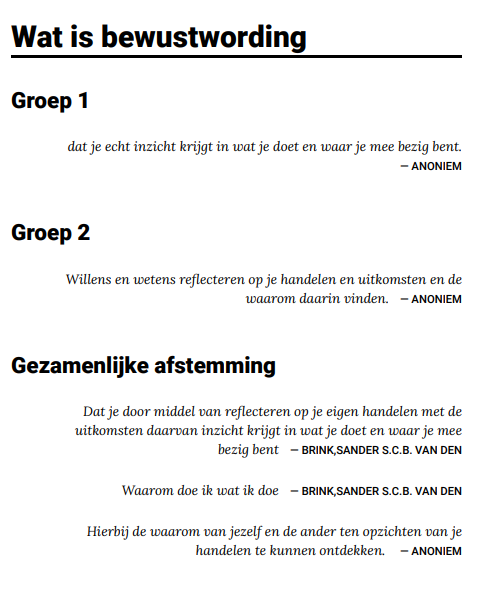 Wat is bewustwording
Groep 1
dat je echt inzicht krijgt in wat je doet en waar je mee bezig bent.
— ANONIEM
Groep 2
Willens en wetens reflecteren op je handelen en uitkomsten en de
waarom daarin vinden. — ANONIEM
Gezamenlijke afstemming
Dat je door middel van reflecteren op je eigen handelen met de
uitkomsten daarvan inzicht krijgt in wat je doet en waar je mee
bezig bent — BRINK,SANDER S.C.B. VAN DEN
Waarom doe ik wat ik doe — BRINK,SANDER S.C.B. VAN DEN
Hierbij de waarom van jezelf en de ander ten opzichten van je
handelen te kunnen ontdekken. — ANONIEM